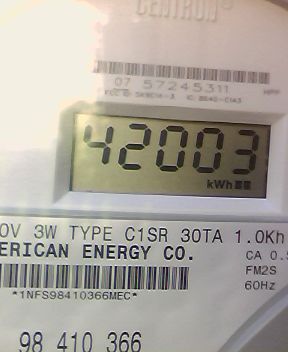 CENTRON
07 57245311
42003
kWh
0V 3W TYPE C1SR 30TA 1.0Kh
ERICAN ENERGY CO.
CA 0.5
FM2S
*1NFS98410366MEC*
60Hz
98 410 366